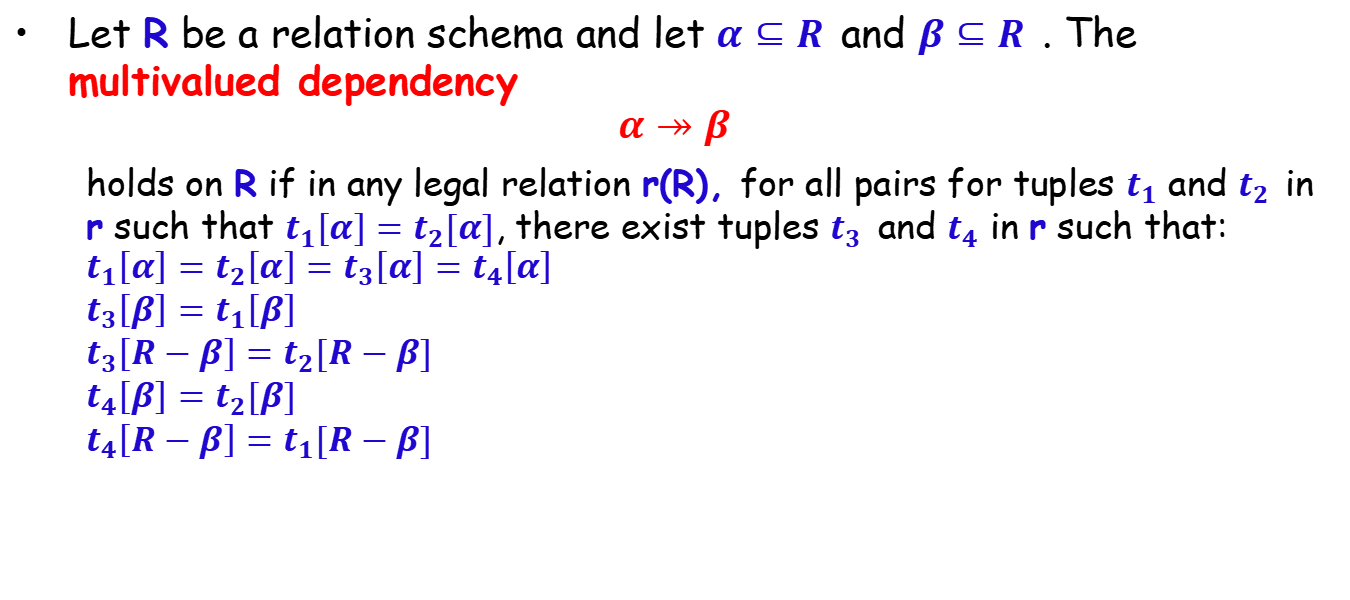 • Let R be a relation schema and let α ⊆ R and β ⊆ R . The
multivalued dependency
α ↠ β
holds on R if in any legal relation r(R), for all pairs for tuples t₁ and t₂ in
r such that t₁[α] = t₂[α], there exist tuples t₃ and t₄ in r such that:
t₁[α] = t₂[α] = t₃[α] = t₄[α]
t₃[β] = t₁[β]
t₃[R − β] = t₂[R − β]
t₄[β] = t₂[β]
t₄[R − β] = t₁[R − β]